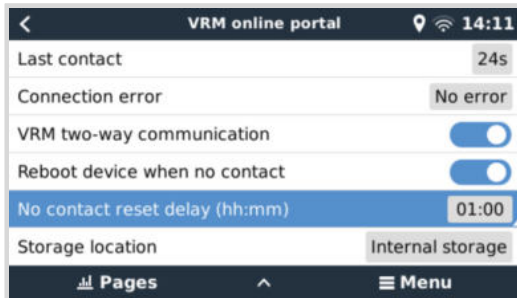 VRM online portal 14:11
Last contact 24s
Connection error No error
VRM two-way communication
Reboot device when no contact
No contact reset delay (hh:mm) 01:00
Storage location Internal storage
Pages Menu